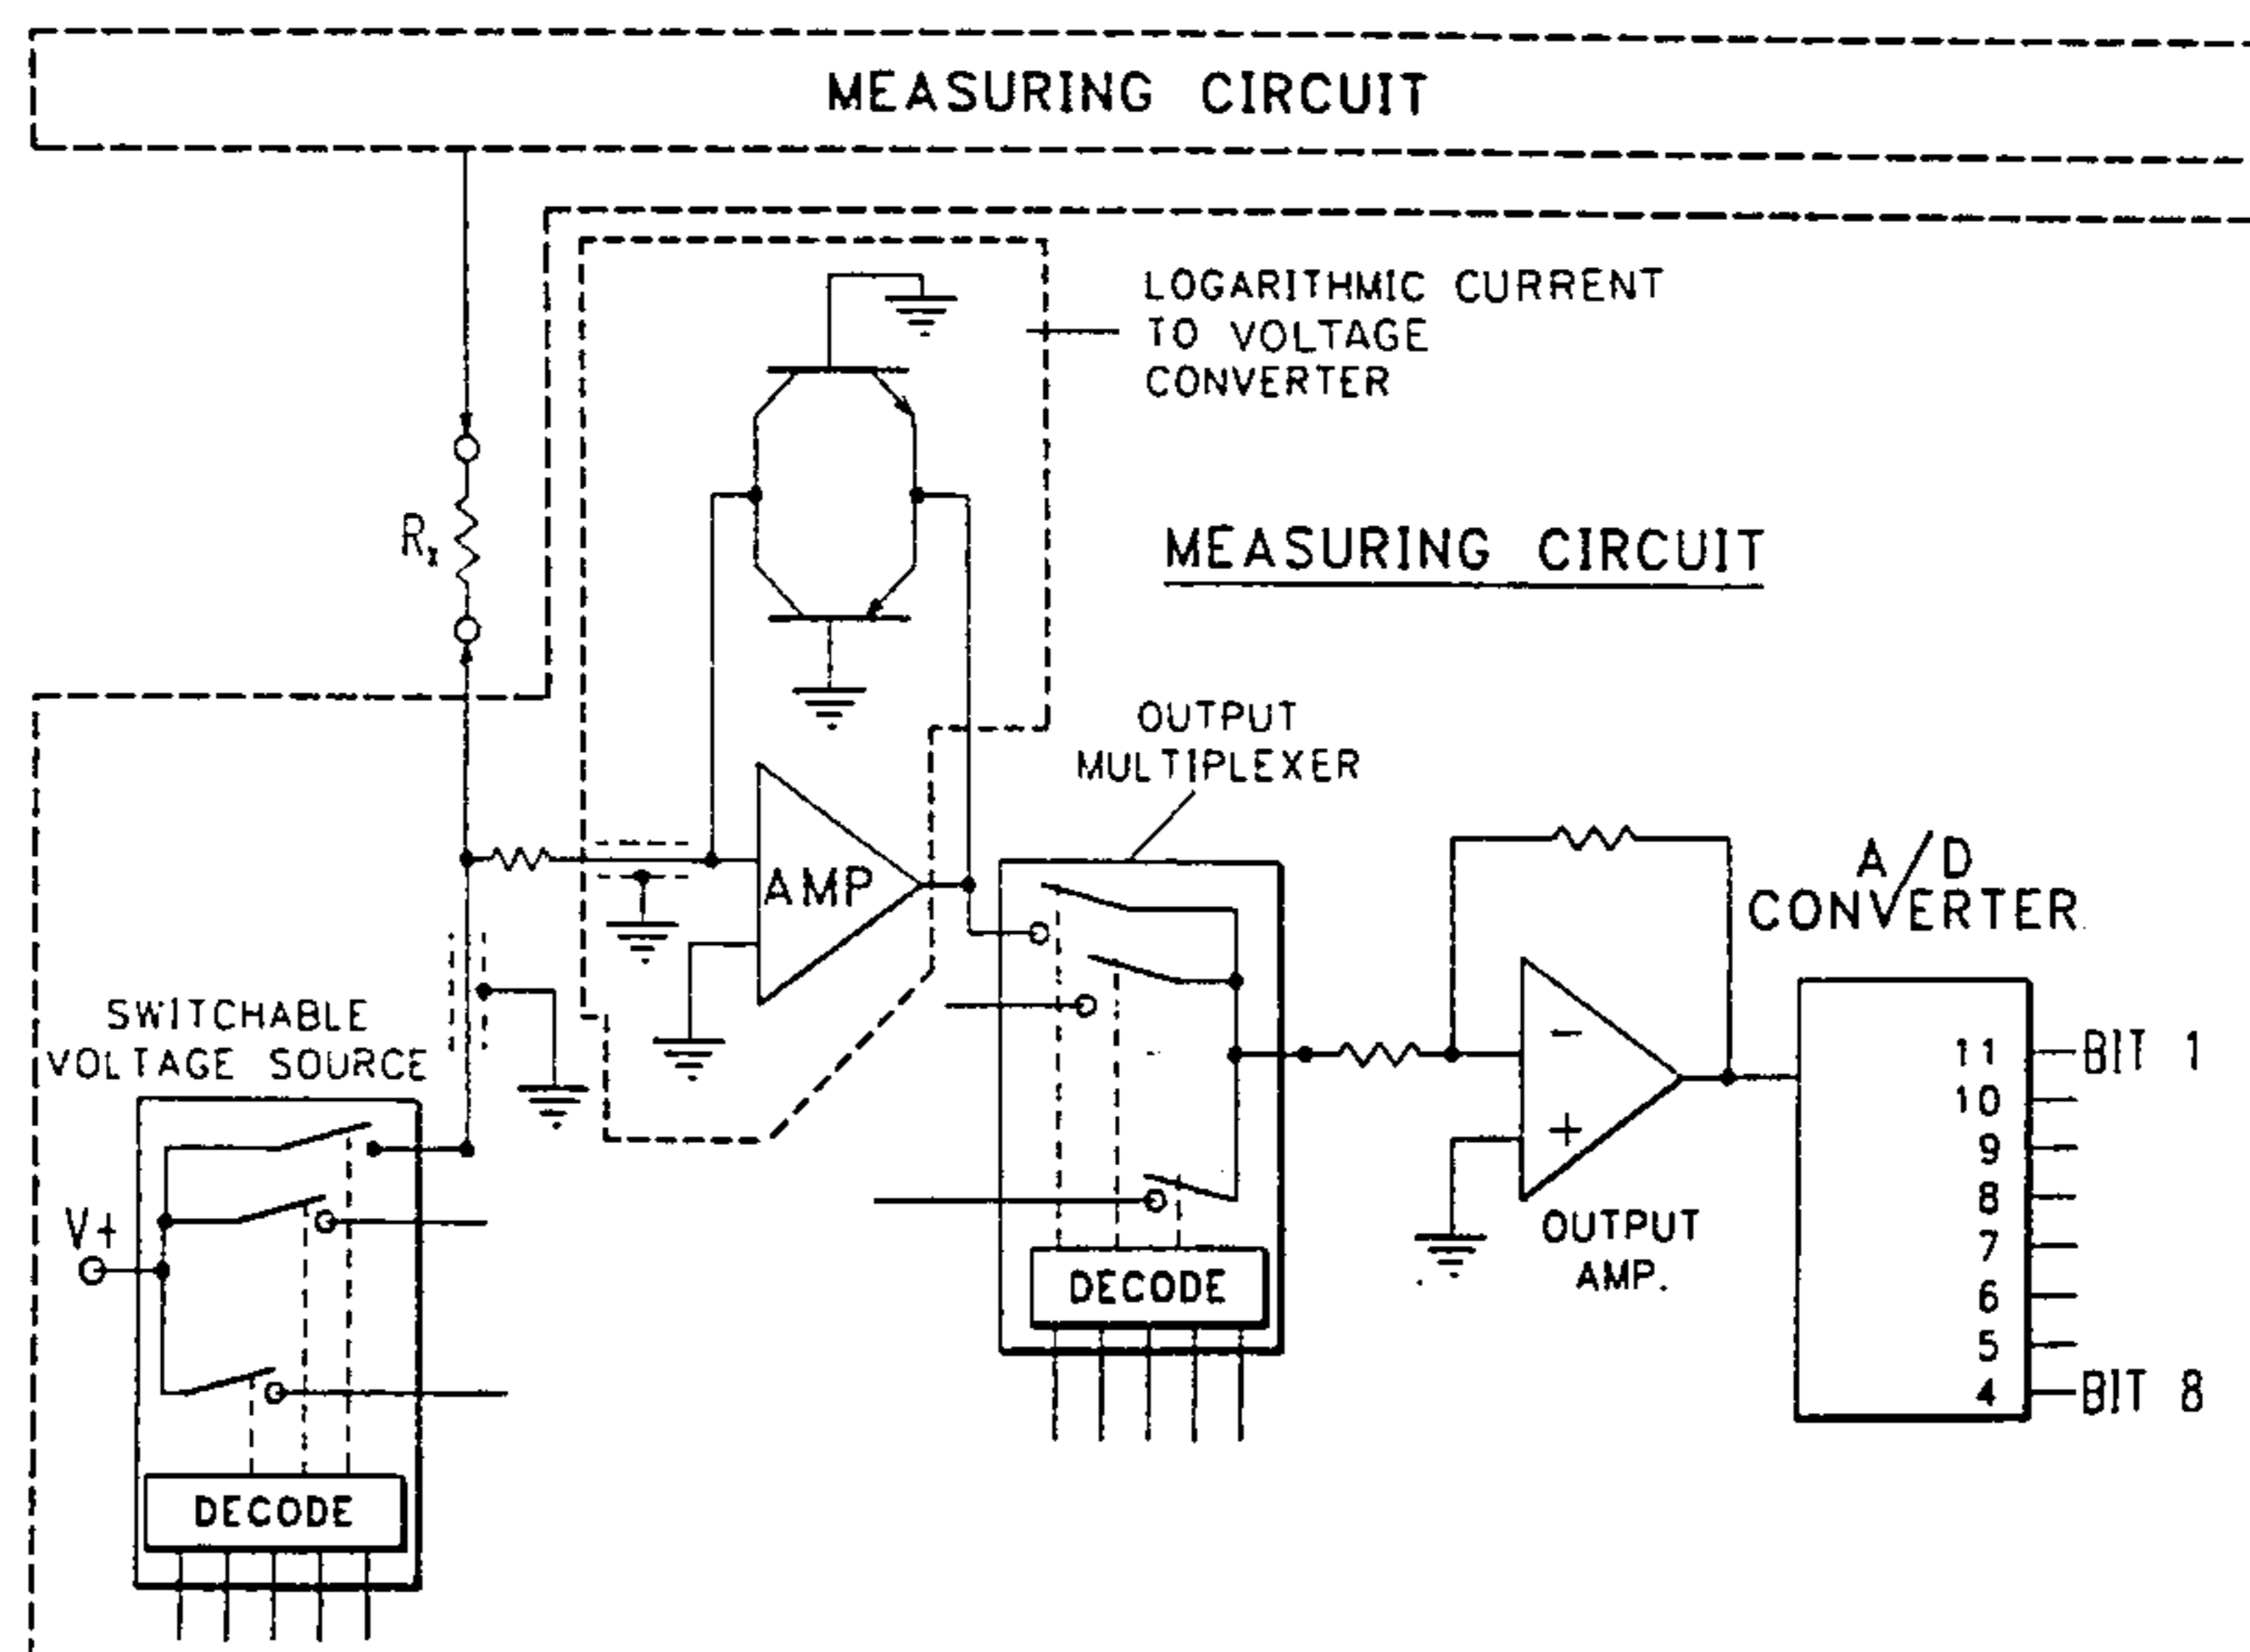 MEASURING CIRCUIT
LOGARITHMIC CURRENT
TO VOLTAGE
CONVERTER
Rx
MEASURING CIRCUIT
OUTPUT
MULTIPLEXER
AMP
A/D
CONVERTER
SWITCHABLE
VOLTAGE SOURCE
V+
-
+
OUTPUT
AMP.
11 BIT 1
10
9
8
7
6
5
4 BIT 8
DECODE
DECODE